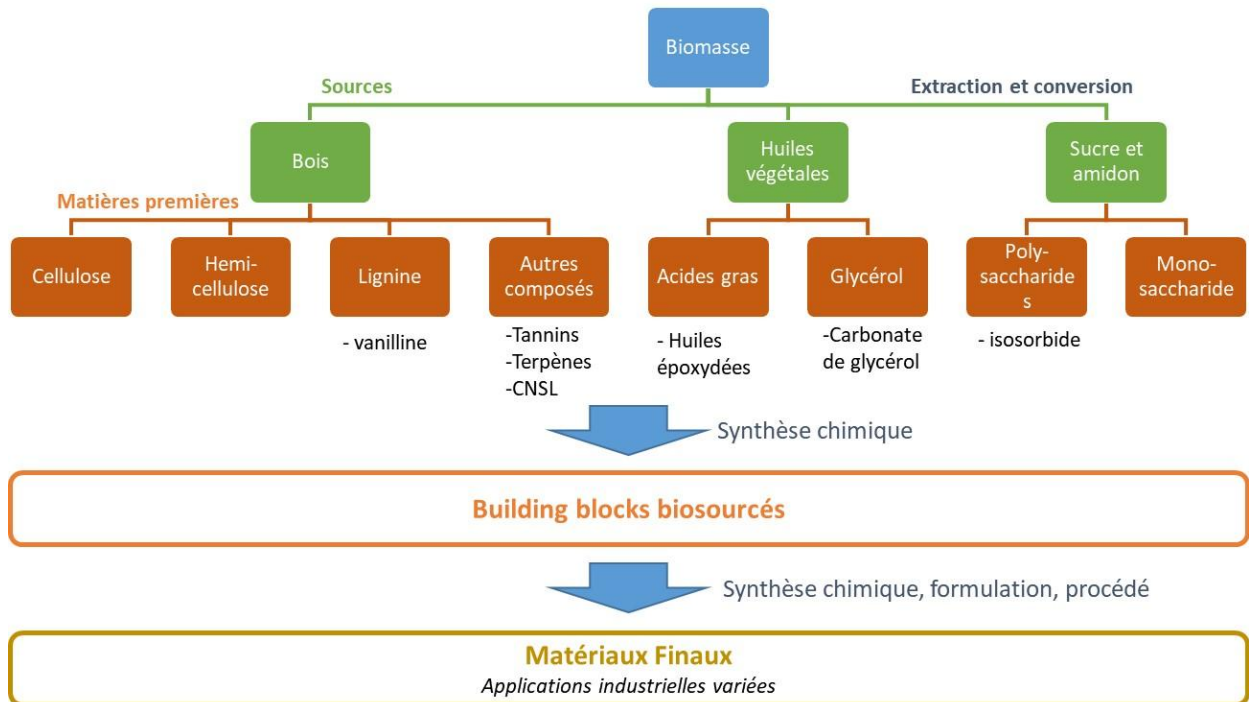 Biomasse
Sources
Extraction et conversion
Bois
Huiles
végétales
Sucre et
amidon
Matières premières
Cellulose
Hemi-
cellulose
Lignine
Autres
composés
Acides gras
Glycérol
Poly-
saccharide
s
Mono-
saccharide
- vanilline
-Tannins
-Terpènes
-CNSL
- Huiles
époxydées
-Carbonate
de glycérol
- isosorbide
Synthèse chimique
Building blocks biosourcés
Synthèse chimique, formulation, procédé
Matériaux Finaux
Applications industrielles variées